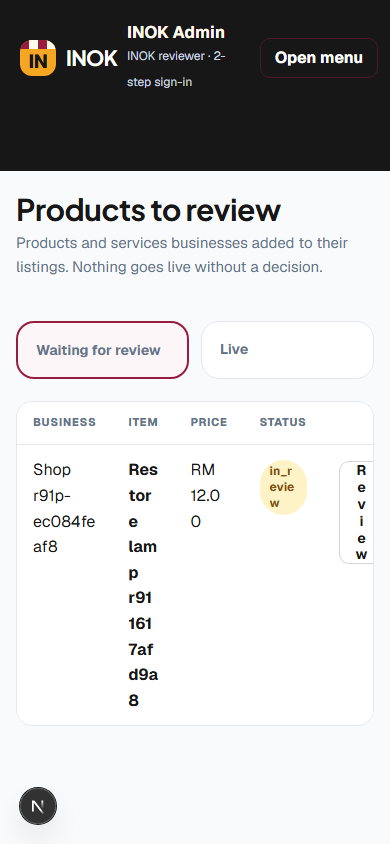 INOK Admin
IN INOK
INOK reviewer · 2-
step sign-in
Open menu
Products to review
Products and services businesses added to their
listings. Nothing goes live without a decision.
Waiting for review
Live
BUSINESS ITEM PRICE STATUS
Shop
r91p-
ec084fe
af8
Res
tor
e
lam
p
r91
161
7af
d9a
8
RM
12.0
0
in_r
evie
w
R
e
v
i
e
w
N